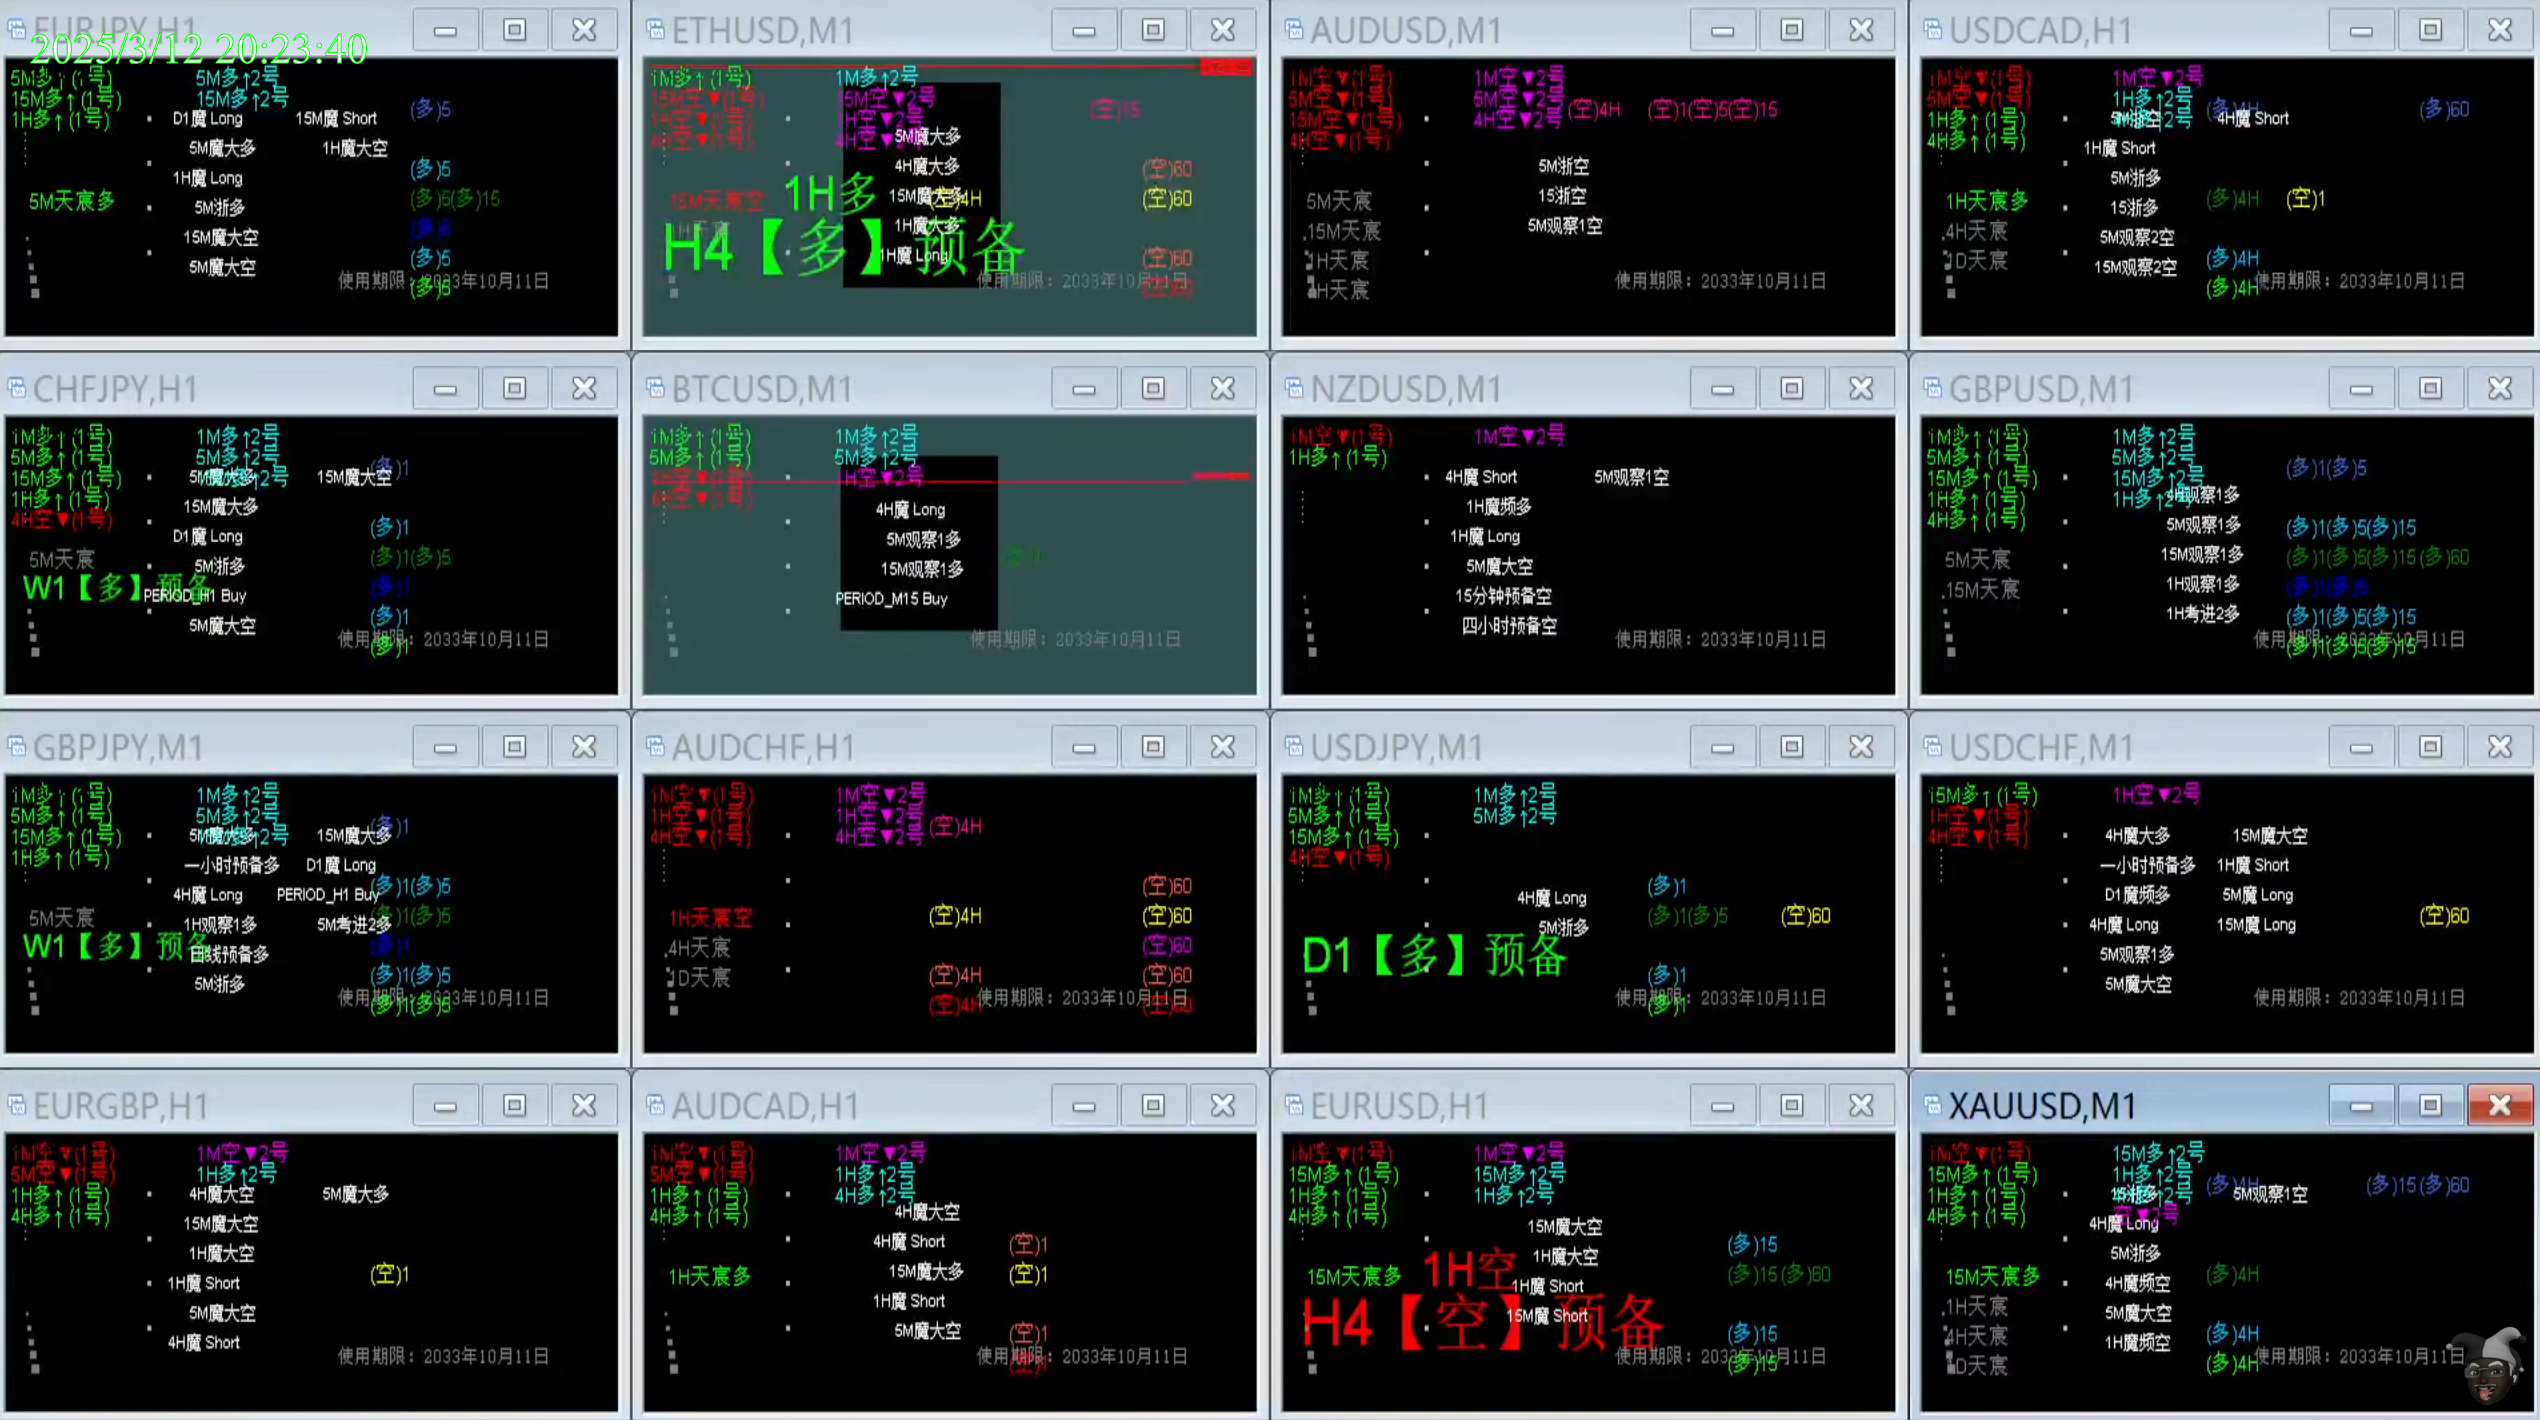 EURJPY,H1
2025/3/12 20:23:40
5M多↑(1号) 5M多↑2号
15M多↑(1号) 15M多↑2号
1H多↑(1号) D1魔 Long 15M魔 Short (多)5
5M魔大多 1H魔大空
1H魔 Long (多)5
5M天宸多 5M浙多 (多)5(多)15
15M魔大空
5M魔大空 (多)5
使用期限：2033年10月11日
ETHUSD,M1
1M多↑(1号) 1M多↑2号
15M空▼(1号) 15M空▼2号 (空)15
1H空▼(1号) 1H空▼2号
4H空▼(1号) 4H空▼2号 5M魔大多
4H魔大多 (空)60
15M天宸空 1H多 15M魔大多 (空)4H (空)60
1H魔大多
H4【多】预备 1H魔 Long (空)60
使用期限：2033年10月11日
AUDUSD,M1
1M空▼(1号) 1M空▼2号
5M空▼(1号) 5M空▼2号 (空)4H (空)1(空)5(空)15
15M空▼(1号) 4H空▼2号
4H空▼(1号)
5M浙空
5M天宸 15浙空
15M天宸 5M观察1空
1H天宸
4H天宸 使用期限：2033年10月11日
USDCAD,H1
1M空▼(1号) 1M空▼2号
5M空▼(1号) 1H多↑2号 (多)4H (多)60
1H多↑(1号) 5M浙空 4H魔 Short
4H多↑(1号) 1H魔 Short
5M浙多
1H天宸多 15浙多 (多)4H (空)1
4H天宸 5M观察2空
1D天宸 15M观察2空 (多)4H
(多)4H 使用期限：2033年10月11日
CHFJPY,H1
1M多↑(1号) 1M多↑2号
5M多↑(1号) 5M多↑2号 (多)1
15M多↑(1号) 5M魔大多 15M魔大空
1H多↑(1号) 15M魔大多
4H空▼(1号) D1魔 Long (多)1
5M天宸 5M浙多 (多)1(多)5
W1【多】预备 PERIOD_H1 Buy (多)1
5M魔大空 (多)1
使用期限：2033年10月11日 (多)1
BTCUSD,M1
1M多↑(1号) 1M多↑2号
5M多↑(1号) 5M多↑2号
1H空▼(1号) 1H空▼2号
4H空▼(1号) 4H魔 Long
5M观察1多
15M观察1多 (多)1
PERIOD_M15 Buy
使用期限：2033年10月11日
NZDUSD,M1
1M空▼(1号) 1M空▼2号
1H多↑(1号) 4H魔 Short 5M观察1空
1H魔频多
1H魔 Long
5M魔大空
15分钟预备空
四小时预备空
使用期限：2033年10月11日
GBPUSD,M1
1M多↑(1号) 1M多↑2号
5M多↑(1号) 5M多↑2号 (多)1(多)5
15M多↑(1号) 15M多↑2号
1H多↑(1号) 1H多↑2号 4H观察1多
4H多↑(1号) 5M观察1多 (多)1(多)5(多)15
5M天宸 15M观察1多 (多)1(多)5(多)15(多)60
15M天宸 1H观察1多 (多)1(多)5
1H考进2多 (多)1(多)5(多)15
使用期限：2033年10月11日 (多)1(多)5(多)15
GBPJPY,M1
1M多↑(1号) 1M多↑2号
5M多↑(1号) 5M多↑2号 (多)1
15M多↑(1号) 5M魔大多 15M魔大多
1H多↑(1号) 一小时预备多 D1魔 Long
4H魔 Long PERIOD_H1 Buy (多)1(多)5
5M天宸 1H观察1多 5M考进2多 (多)1(多)5
W1【多】预备 日线预备多 (多)1
5M浙多 (多)1(多)5
使用期限：2033年10月11日 (多)1(多)5
AUDCHF,H1
1M空▼(1号) 1M空▼2号
1H空▼(1号) 1H空▼2号 (空)4H
4H空▼(1号) 4H空▼2号
(空)60
1H天宸空 (空)4H (空)60
4H天宸 (空)60
1D天宸 (空)4H (空)60
(空)4H 使用期限：2033年10月11日 (空)60
USDJPY,M1
1M多↑(1号) 1M多↑2号
5M多↑(1号) 5M多↑2号
15M多↑(1号)
4H空▼(1号)
4H魔 Long (多)1
5M浙多 (多)1(多)5 (空)60
D1【多】预备 (多)1
使用期限：2033年10月11日 (多)1
USDCHF,M1
15M多↑(1号) 1H空▼2号
1H空▼(1号)
4H空▼(1号) 4H魔大多 15M魔大空
一小时预备多 1H魔 Short
D1魔频多 5M魔 Long
4H魔 Long 15M魔 Long (空)60
5M观察1多
5M魔大空
使用期限：2033年10月11日
EURGBP,H1
1M空▼(1号) 1M空▼2号
5M空▼(1号) 1H多↑2号
1H多↑(1号) 4H魔大空 5M魔大多
4H多↑(1号) 15M魔大空
1H魔大空
1H魔 Short (空)1
5M魔大空
4H魔 Short
使用期限：2033年10月11日
AUDCAD,H1
1M空▼(1号) 1M空▼2号
5M空▼(1号) 1H多↑2号
1H多↑(1号) 4H多↑2号
4H多↑(1号) 4H魔大空
4H魔 Short (空)1
1H天宸多 15M魔大多 (空)1
1H魔 Short
5M魔大空 (空)1
使用期限：2033年10月11日
EURUSD,H1
1M空▼(1号) 1M空▼2号
15M多↑(1号) 15M多↑2号
1H多↑(1号) 1H多↑2号
4H多↑(1号) 15M魔大空
1H魔大空 (多)15
15M天宸多 1H空 1H魔 Short (多)15(多)60
H4【空】预备 15M魔 Short (多)15
使用期限：2033年10月11日 (多)15
XAUUSD,M1
1M空▼(1号) 15M多↑2号
15M多↑(1号) 1H多↑2号 (多)4H (多)15(多)60
1H多↑(1号) 15浙多 5M观察1空
4H多↑(1号) 4H魔 Long
5M浙多
15M天宸多 4H魔频空 (多)4H
1H天宸 5M魔大空
4H天宸 1H魔频空 (多)4H
1D天宸 (多)4H 使用期限：2033年10月11日